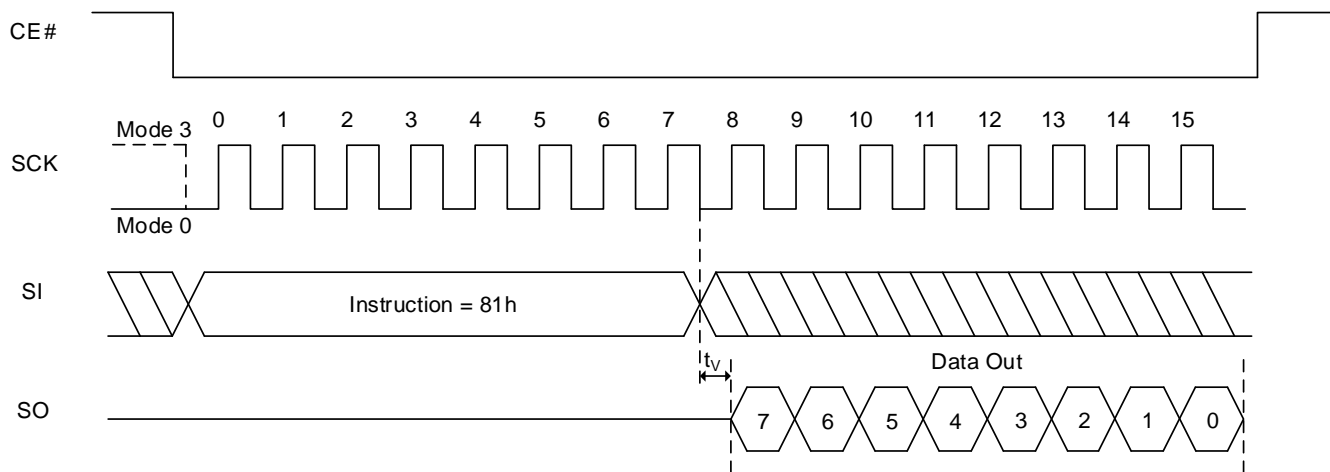 CE#
0 1 2 3 4 5 6 7 8 9 10 11 12 13 14 15
Mode 3
SCK
Mode 0
SI
Instruction = 81h
tV
Data Out
SO
7 6 5 4 3 2 1 0